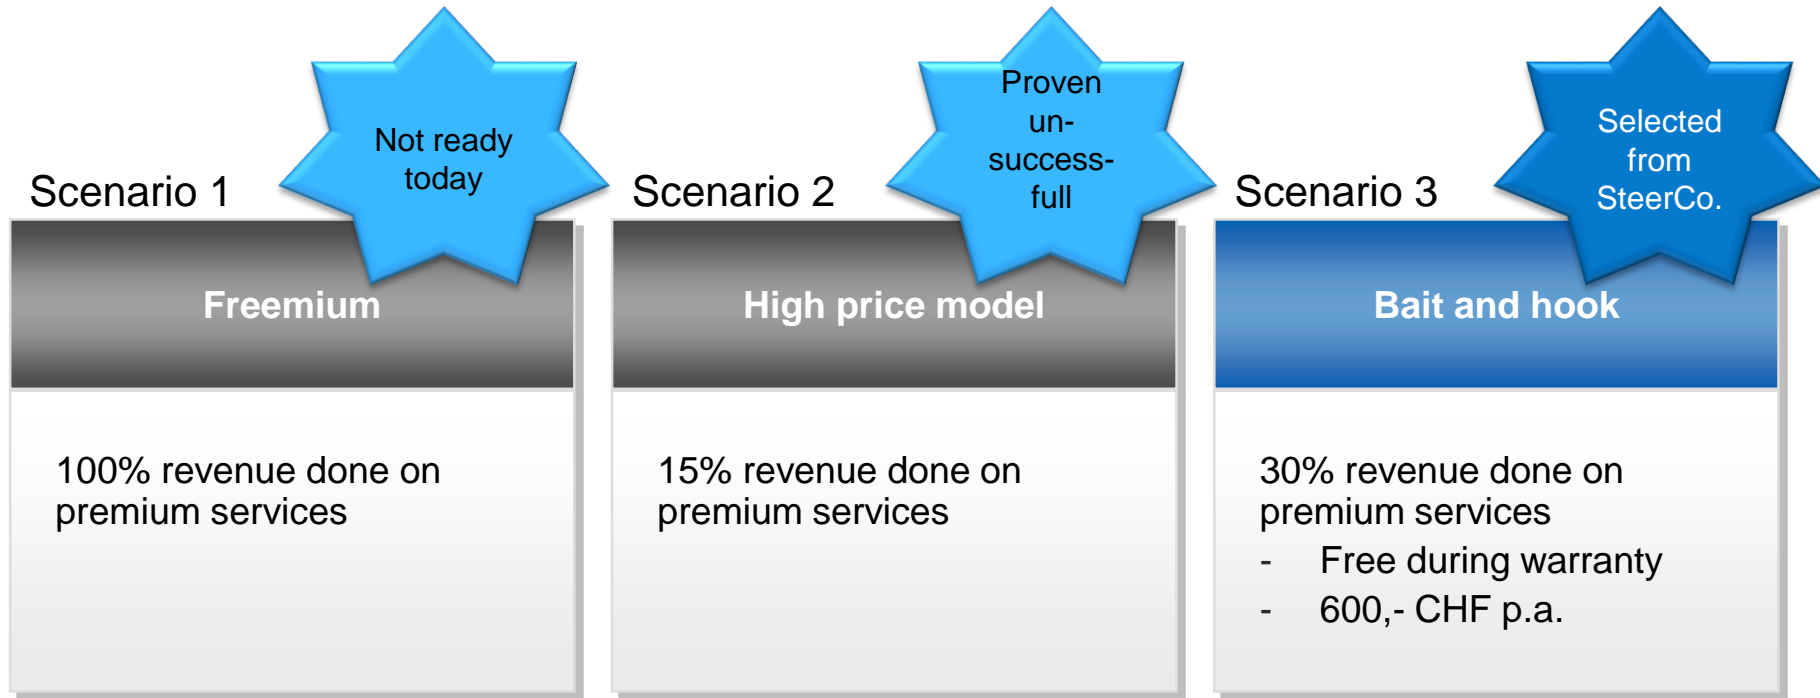 Scenario 1
Not ready
today
Freemium
100% revenue done on
premium services
Scenario 2
Proven
un-
success-
full
High price model
15% revenue done on
premium services
Scenario 3
Selected
from
SteerCo.
Bait and hook
30% revenue done on
premium services
- Free during warranty
- 600,- CHF p.a.